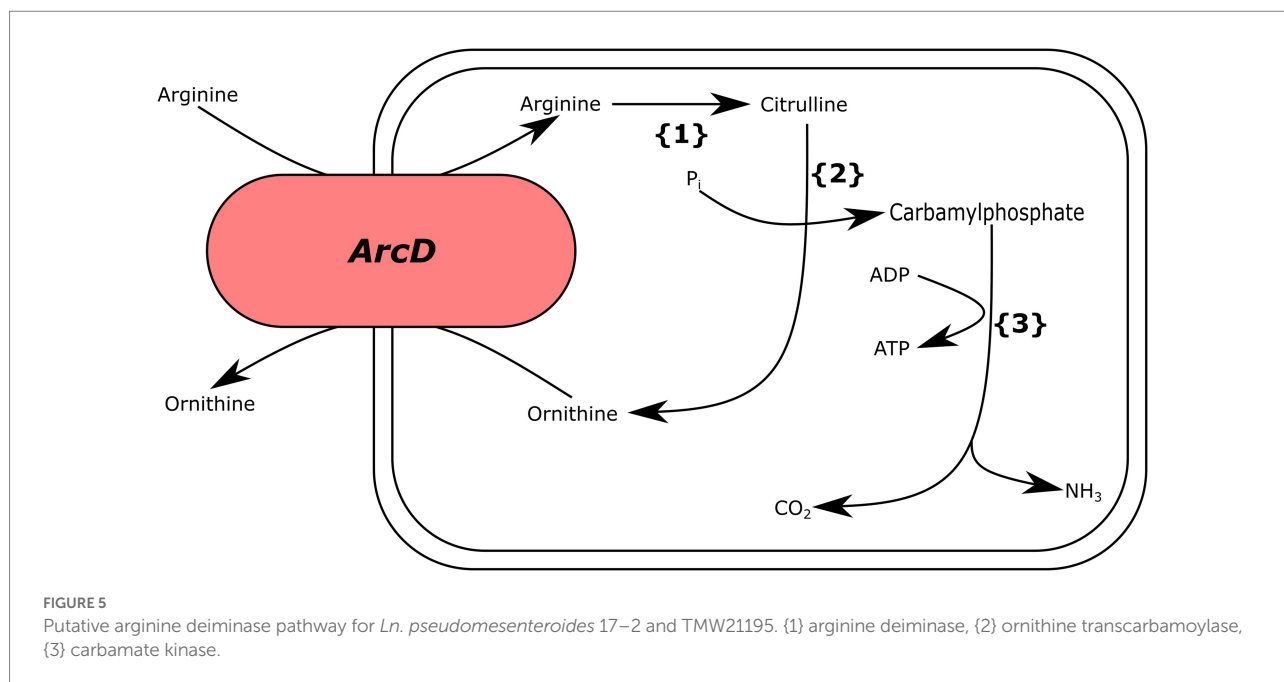 Arginine
Arginine
Citrulline
{1}
{2}
Pi
Carbamylphosphate
ArcD
ADP
{3}
ATP
Ornithine
Ornithine
CO2
NH3
FIGURE 5
Putative arginine deiminase pathway for Ln. pseudomesenteroides 17–2 and TMW21195. {1} arginine deiminase, {2} ornithine transcarbamoylase,
{3} carbamate kinase.